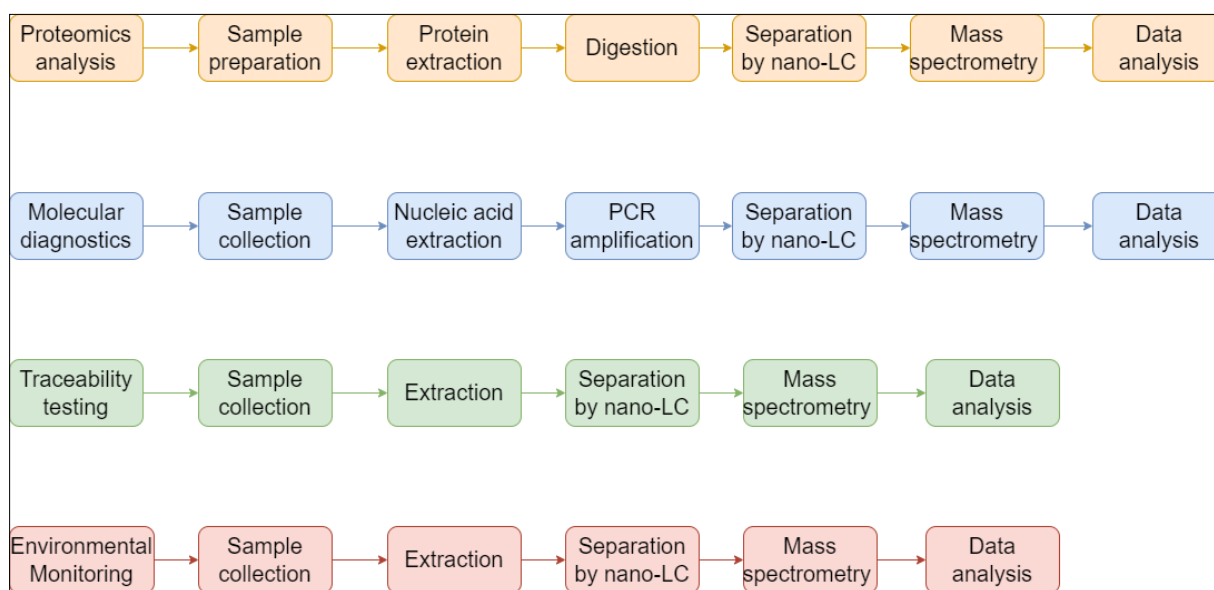 Proteomics
analysis
Sample
preparation
Protein
extraction
Digestion
Separation
by nano-LC
Mass
spectrometry
Data
analysis
Molecular
diagnostics
Sample
collection
Nucleic acid
extraction
PCR
amplification
Separation
by nano-LC
Mass
spectrometry
Data
analysis
Traceability
testing
Sample
collection
Extraction
Separation
by nano-LC
Mass
spectrometry
Data
analysis
Environmental
Monitoring
Sample
collection
Extraction
Separation
by nano-LC
Mass
spectrometry
Data
analysis